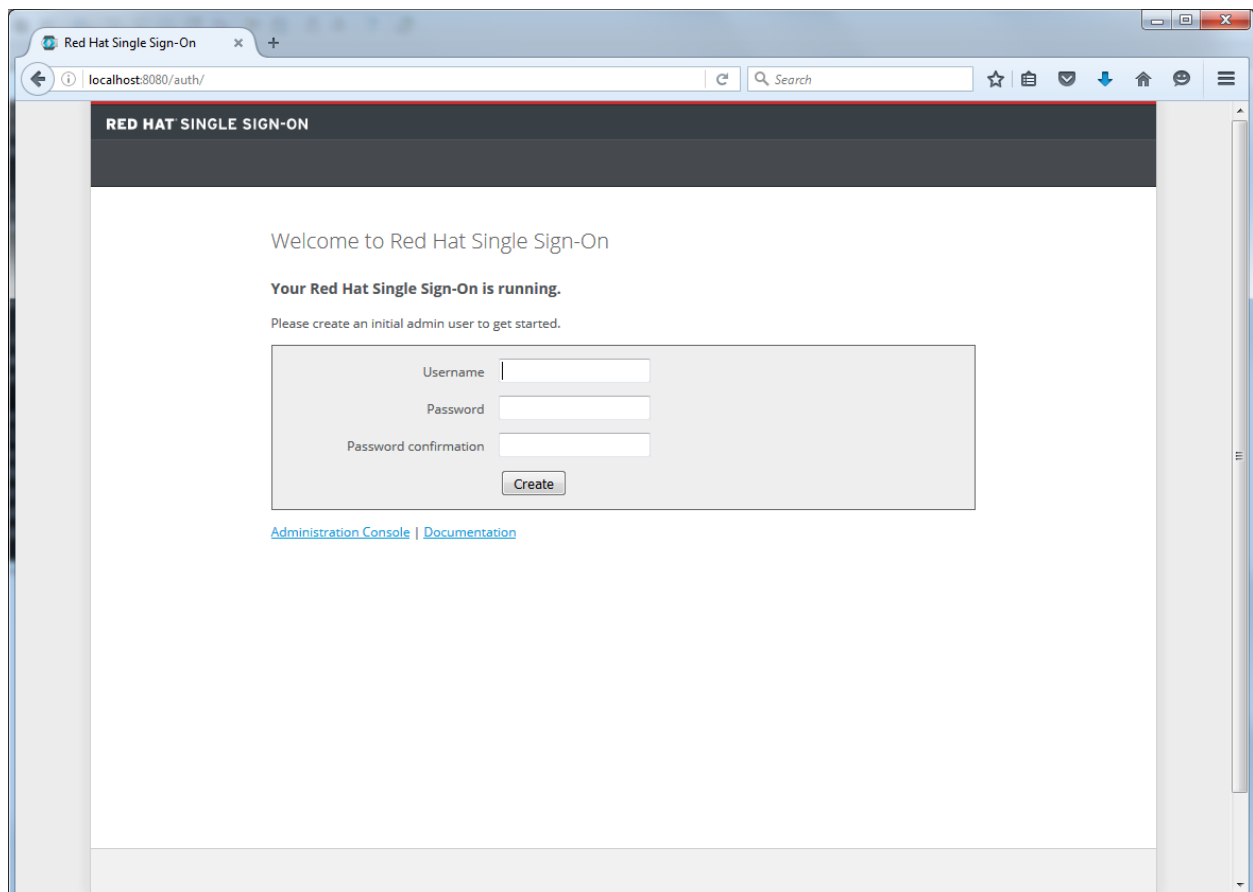 Red Hat Single Sign-On
localhost:8080/auth/
Search
RED HAT SINGLE SIGN-ON
Welcome to Red Hat Single Sign-On
Your Red Hat Single Sign-On is running.
Please create an initial admin user to get started.
Username
Password
Password confirmation
Create
Administration Console | Documentation